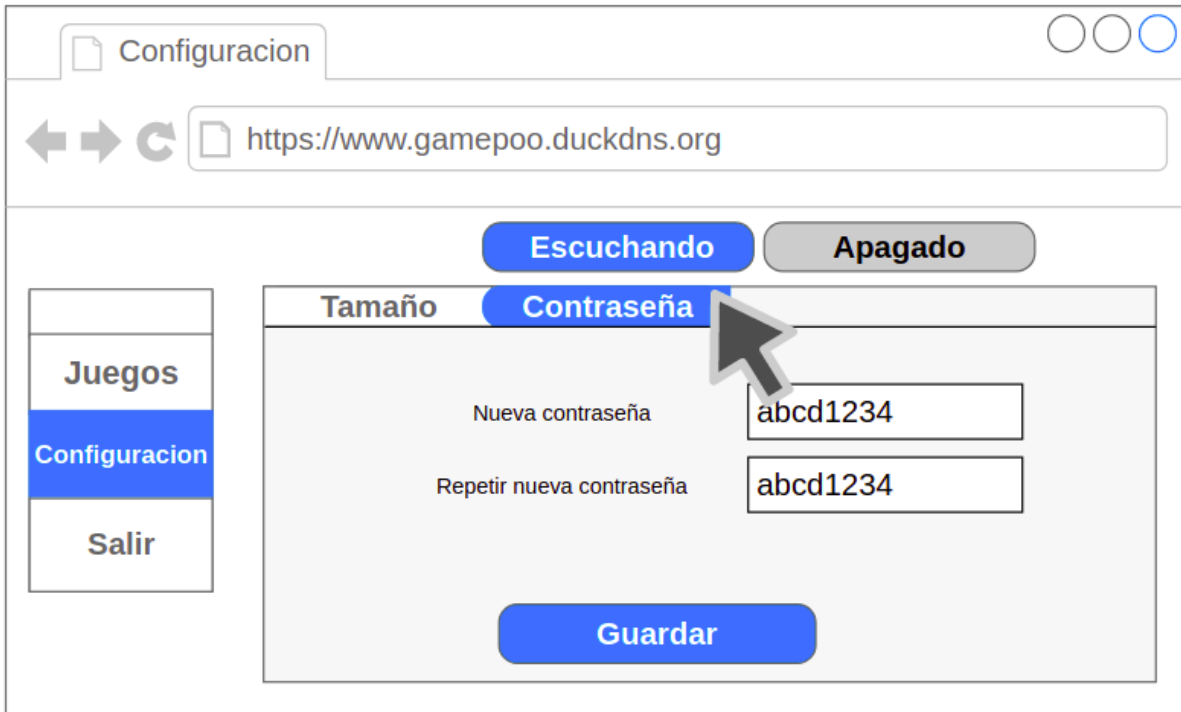 Configuracion
https://www.gamepoo.duckdns.org
Escuchando Apagado
Tamaño Contraseña
Juegos
Configuracion
Salir
Nueva contraseña abcd1234
Repetir nueva contraseña abcd1234
Guardar